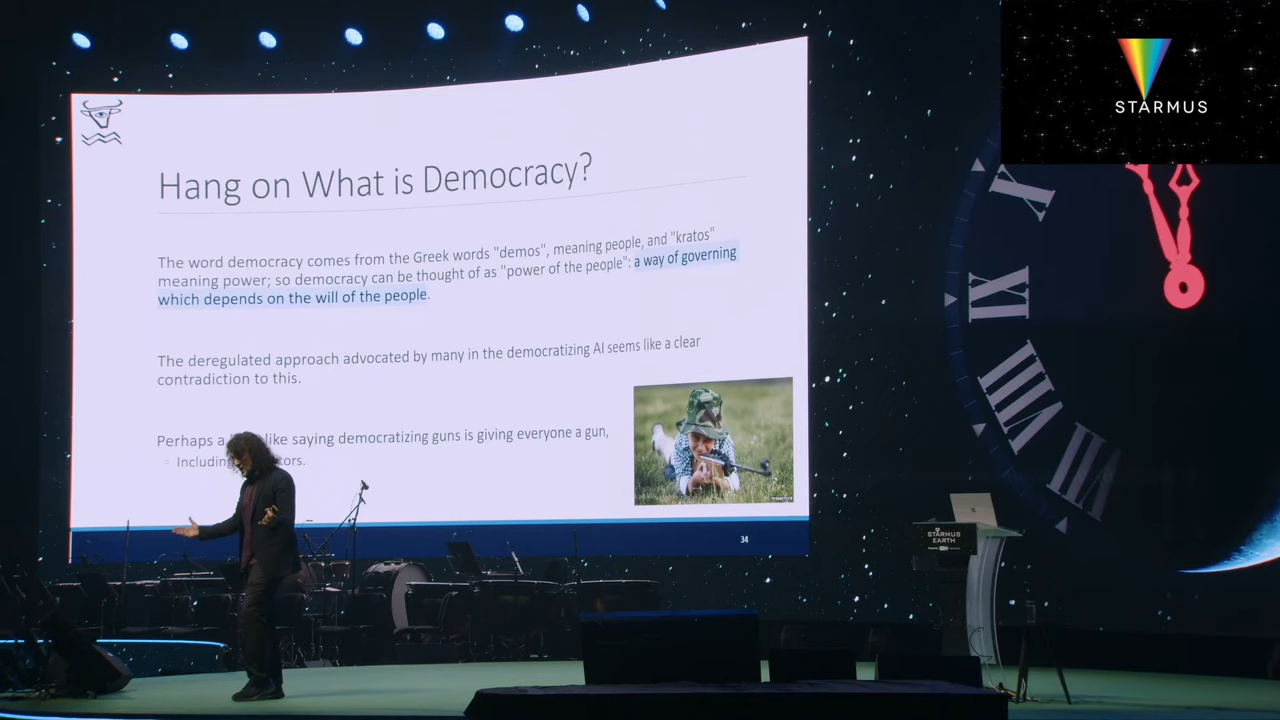 STARMUS
Hang on What is Democracy?
The word democracy comes from the Greek words "demos", meaning people, and "kratos"
meaning power; so democracy can be thought of as "power of the people": a way of governing
which depends on the will of the people.
The deregulated approach advocated by many in the democratizing AI seems like a clear
contradiction to this.
Perhaps a like saying democratizing guns is giving everyone a gun,
Including
34
X
IX
VIII
VII
STARMUS
EARTH